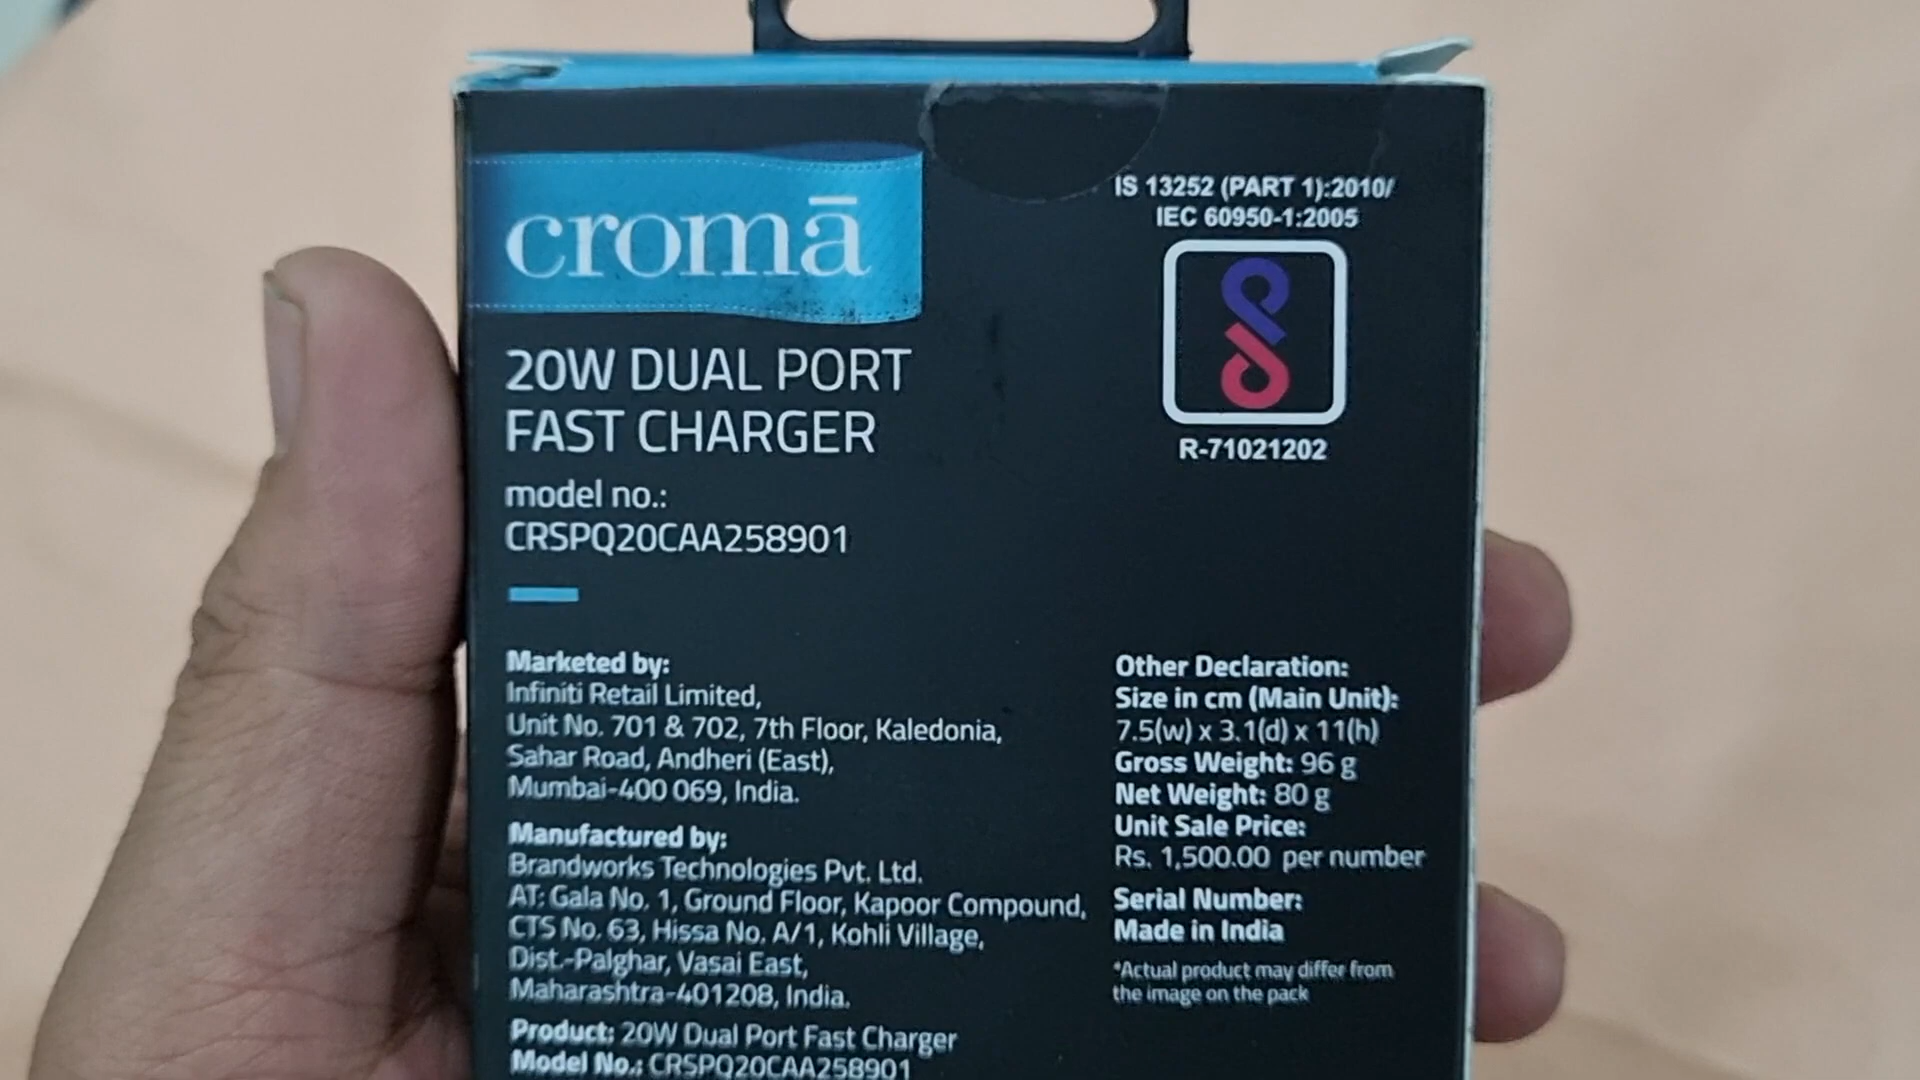 cromā
20W DUAL PORT
FAST CHARGER
model no.:
CRSPQ20CAA258901
IS 13252 (PART 1):2010/
IEC 60950-1:2005
R-71021202
Marketed by:
Infiniti Retail Limited,
Unit No. 701 & 702, 7th Floor, Kaledonia,
Sahar Road, Andheri (East),
Mumbai-400 069, India.
Manufactured by:
Brandworks Technologies Pvt. Ltd.
AT: Gala No. 1, Ground Floor, Kapoor Compound,
CTS No. 63, Hissa No. A/1, Kohli Village,
Dist.-Palghar, Vasai East,
Maharashtra-401208, India.
Product: 20W Dual Port Fast Charger
Model No.: CRSPQ20CAA258901
Other Declaration:
Size in cm (Main Unit):
7.5(w) x 3.1(d) x 11(h)
Gross Weight: 96 g
Net Weight: 80 g
Unit Sale Price:
Rs. 1,500.00 per number
Serial Number:
Made in India
*Actual product may differ from
the image on the pack